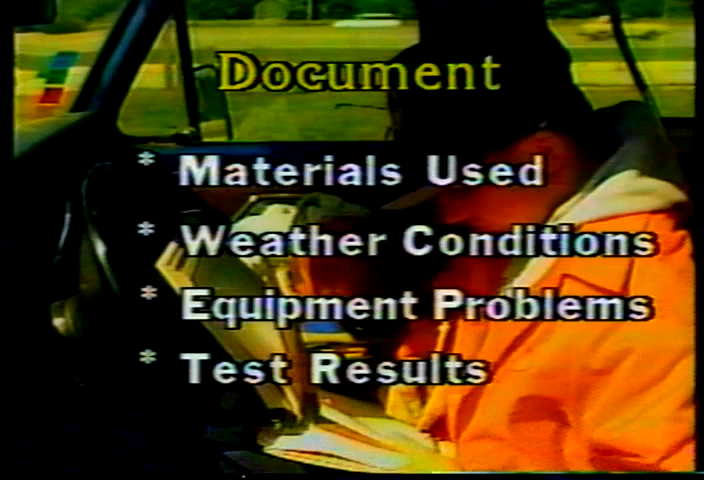 Document
* Materials Used
* Weather Conditions
* Equipment Problems
* Test Results